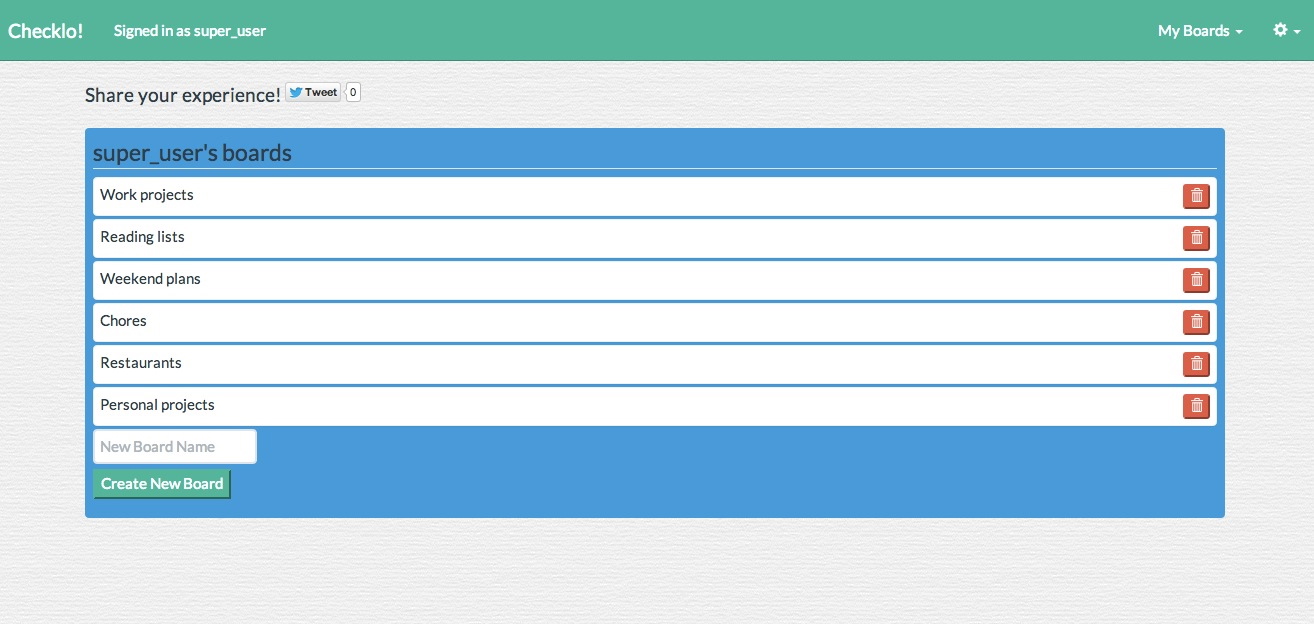 Checklo! Signed in as super_user My Boards
Share your experience! Tweet 0
super_user's boards
Work projects
Reading lists
Weekend plans
Chores
Restaurants
Personal projects
New Board Name
Create New Board